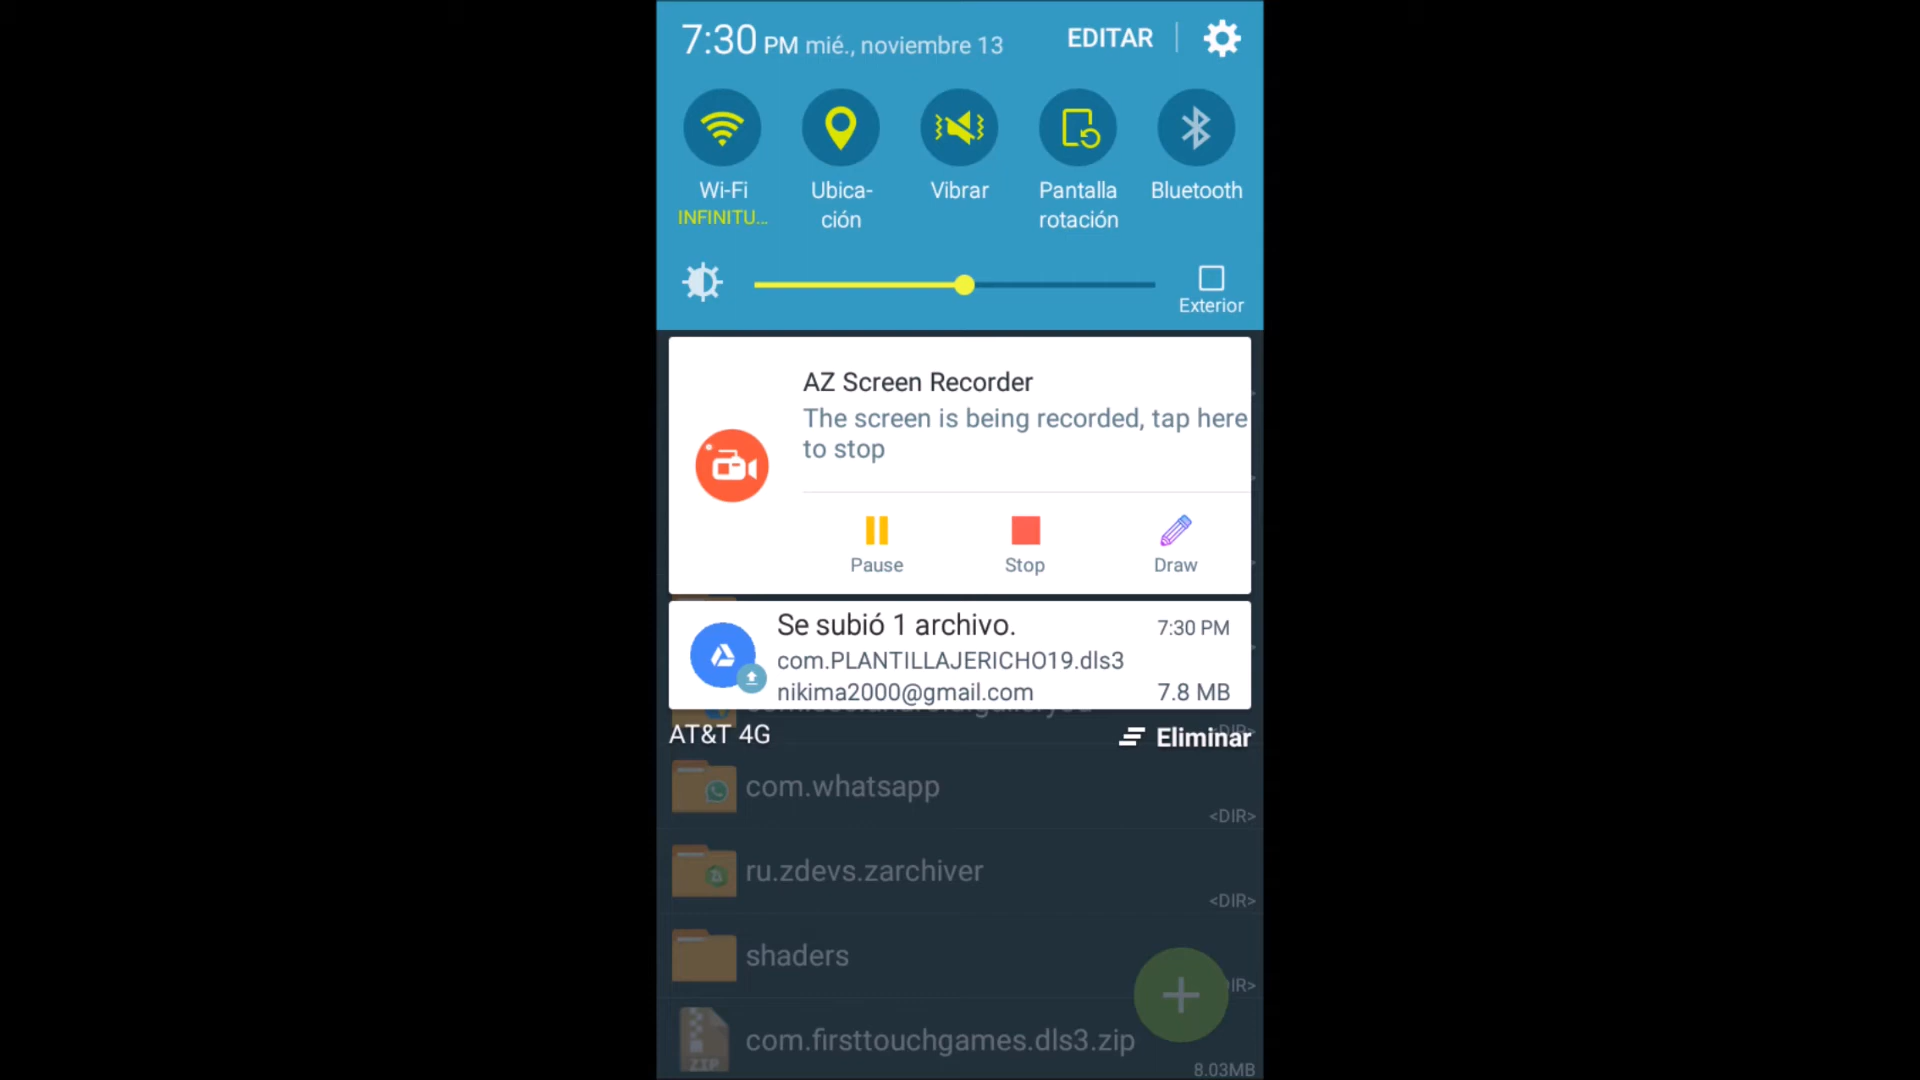 7:30 PM mié., noviembre 13 EDITAR
Wi-Fi
INFINITU...
Ubica-
ción
Vibrar
Pantalla
rotación
Bluetooth
Exterior
AZ Screen Recorder
The screen is being recorded, tap here
to stop
Pause Stop Draw
Se subió 1 archivo. 7:30 PM
com.PLANTILLAJERICHO19.dls3
nikima2000@gmail.com 7.8 MB
AT&T 4G Eliminar
com.whatsapp
<DIR>
ru.zdevs.zarchiver
<DIR>
shaders
com.firsttouchgames.dls3.zip
ZIP
8.03MB